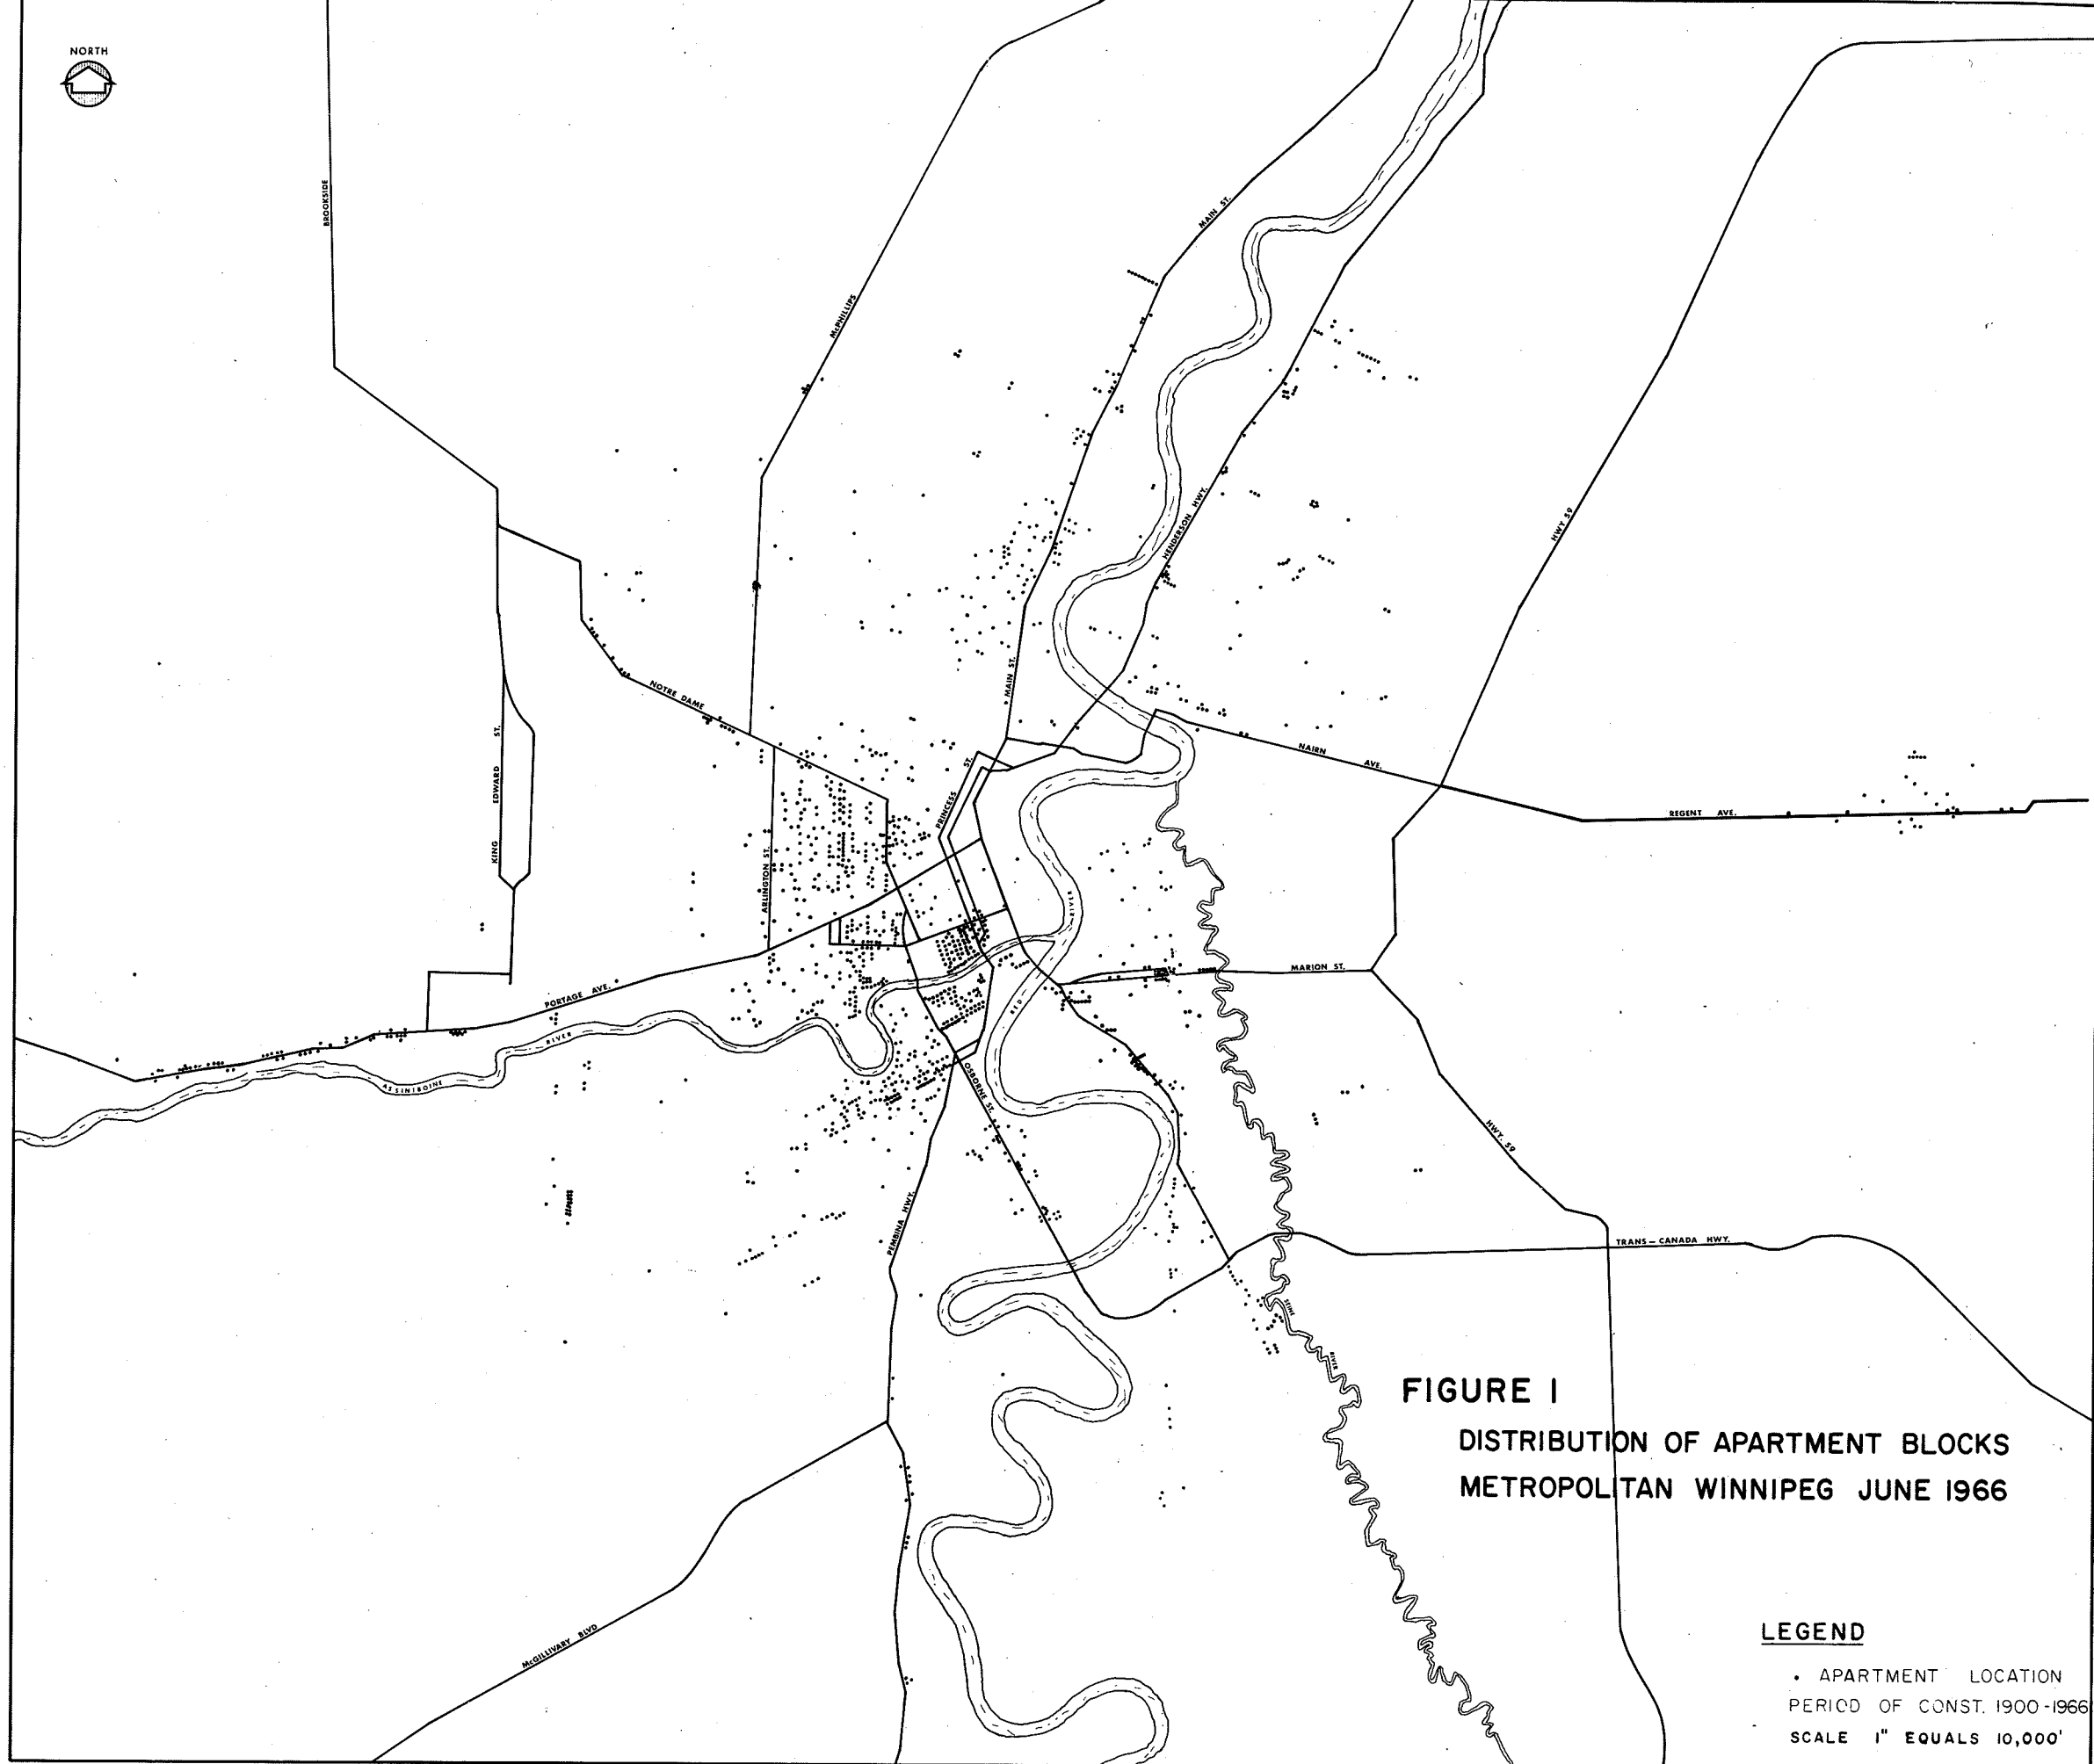 NORTH
BROOKSIDE
McPHILLIPS
MAIN ST.
HENDERSON HWY.
HWY 59
NOTRE DAME
MAIN ST.
KING EDWARD ST.
ARLINGTON ST.
PRINCESS ST.
NAIRN AVE.
REGENT AVE.
RED RIVER
MARION ST.
PORTAGE AVE.
RIVER
ASSINIBOINE
OSBORNE ST.
HWY. 59
PEMBINA HWY.
TRANS-CANADA HWY.
SEINE
RIVER
McGILLIVARY BLVD
FIGURE I
DISTRIBUTION OF APARTMENT BLOCKS
METROPOLITAN WINNIPEG JUNE 1966
LEGEND
• APARTMENT LOCATION
PERIOD OF CONST. 1900-1966
SCALE 1" EQUALS 10,000'